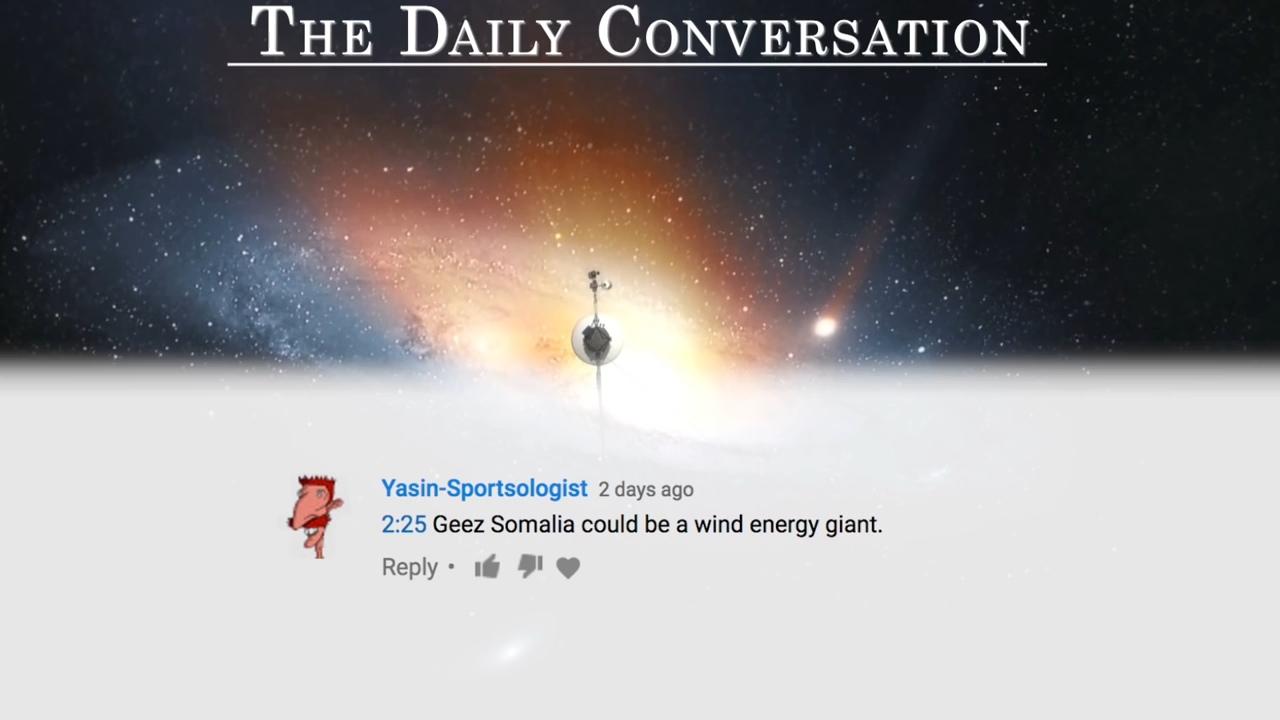 THE DAILY CONVERSATION
Yasin-Sportsologist 2 days ago
2:25 Geez Somalia could be a wind energy giant.
Reply •